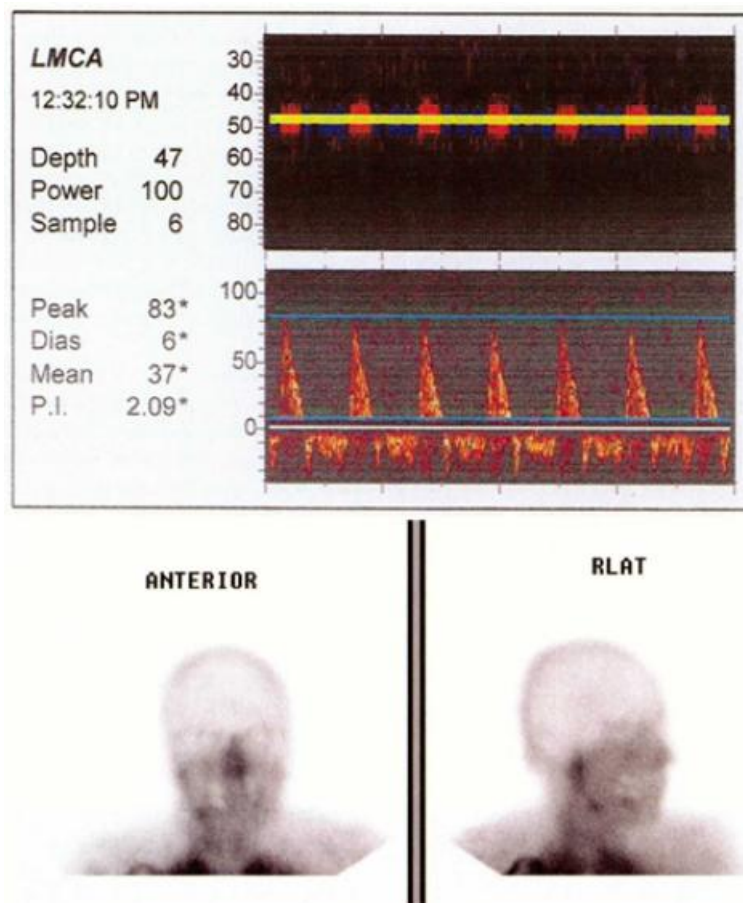 LMCA
12:32:10 PM
Depth 47
Power 100
Sample 6
30
40
50
60
70
80
Peak 83*
Dias 6*
Mean 37*
P.I. 2.09*
100
50
0
ANTERIOR
RLAT